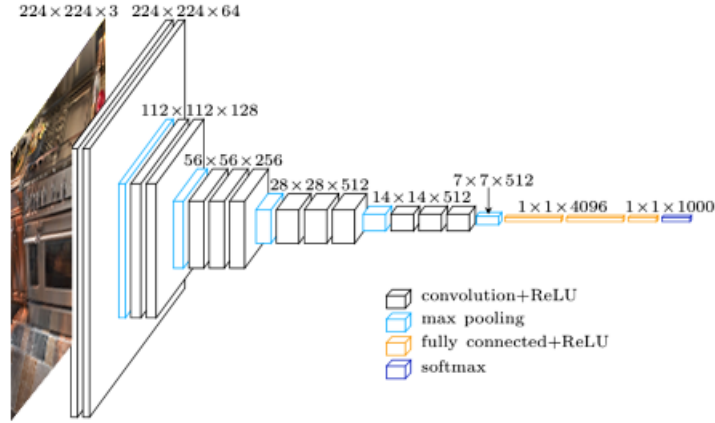 224×224×3
224×224×64
112×112×128
56×56×256
28×28×512
14×14×512
7×7×512
1×1×4096
1×1×1000
convolution+ReLU
max pooling
fully connected+ReLU
softmax